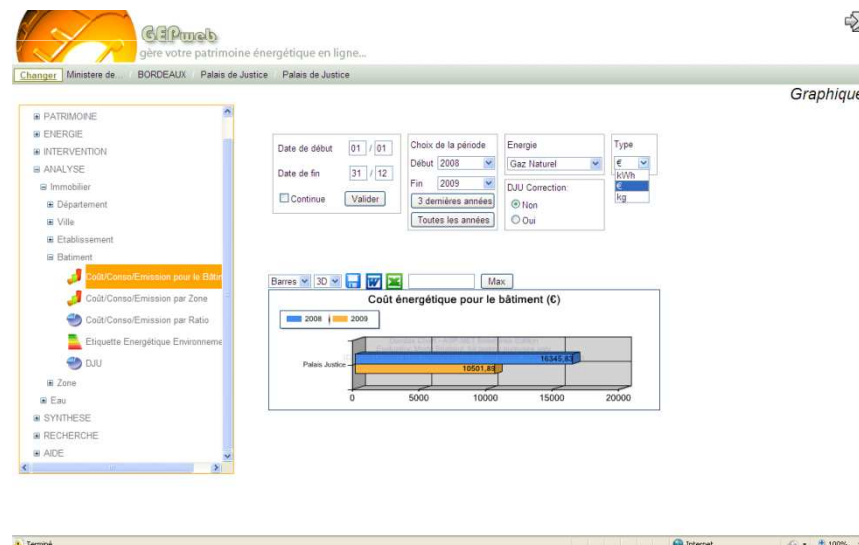 GEPweb
gère votre patrimoine énergétique en ligne...
Changer Ministere de... BORDEAUX Palais de Justice Palais de Justice
Graphique
PATRIMOINE
ENERGIE
INTERVENTION
ANALYSE
Immobilier
Département
Ville
Etablissement
Batiment
Coût/Conso/Emission pour le Bâtim
Coût/Conso/Emission par Zone
Coût/Conso/Emission par Ratio
Etiquette Energétique Environneme
DJU
Zone
Eau
SYNTHESE
RECHERCHE
AIDE
Date de début 01 / 01
Date de fin 31 / 12
Continue Valider
Choix de la période
Début 2008
Fin 2009
3 dernières années
Toutes les années
Energie
Gaz Naturel
DJU Correction:
Non
Oui
Type
€
kWh
€
kg
Barres 3D Max
Coût énergétique pour le bâtiment (€)
2008 2009
Palais Justice
16345,83
10501,89
0 5000 10000 15000 20000
Terminé Internet 100%